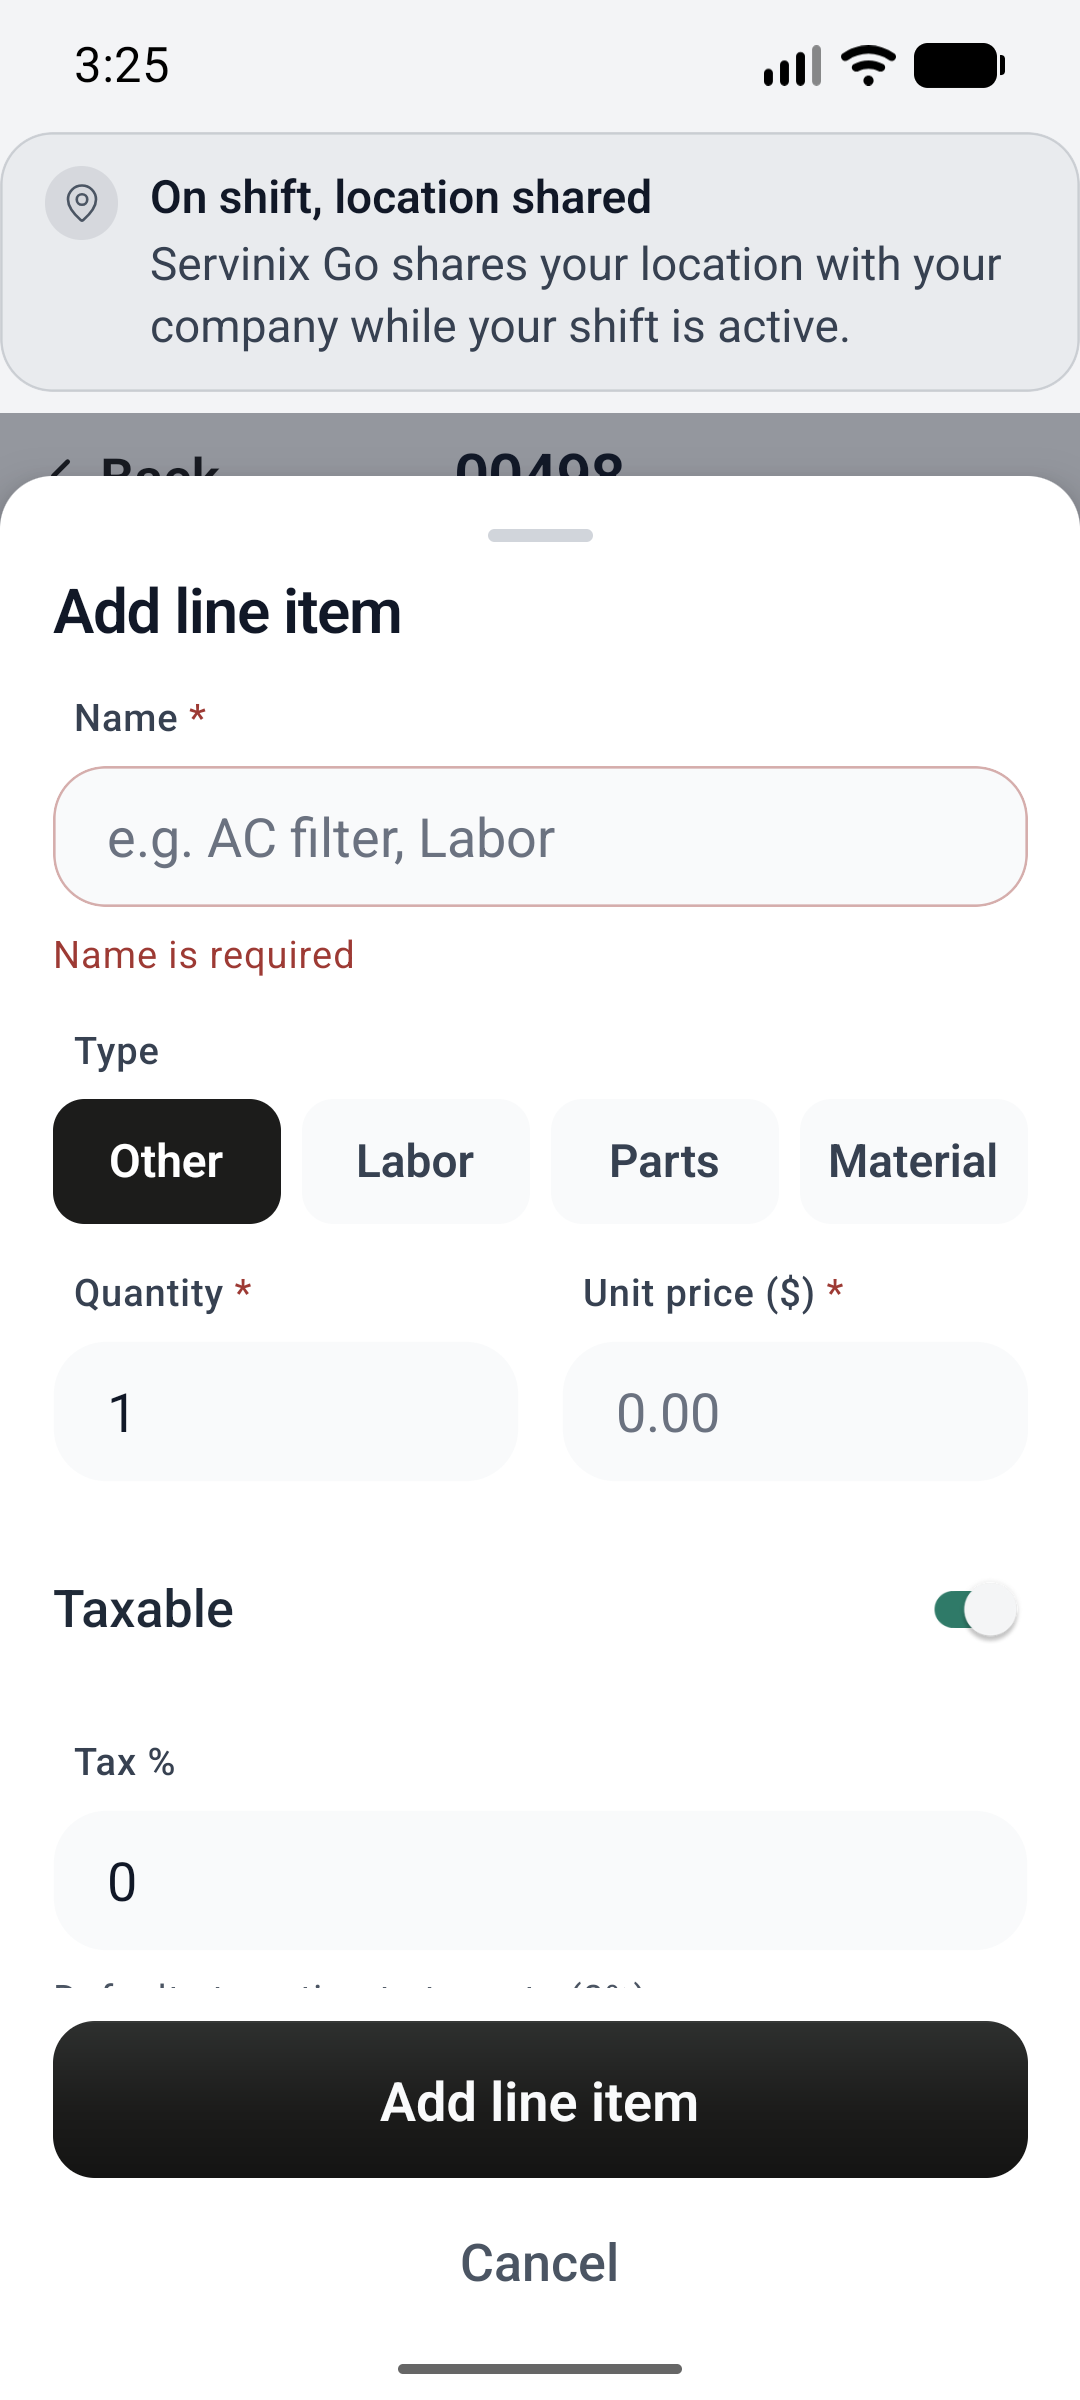 3:25
On shift, location shared
Servinix Go shares your location with your
company while your shift is active.
Back
00498
Add line item
Name *
e.g. AC filter, Labor
Name is required
Type
Other
Labor
Parts
Material
Quantity *
Unit price ($) *
1
0.00
Taxable
Tax %
0
Add line item
Cancel